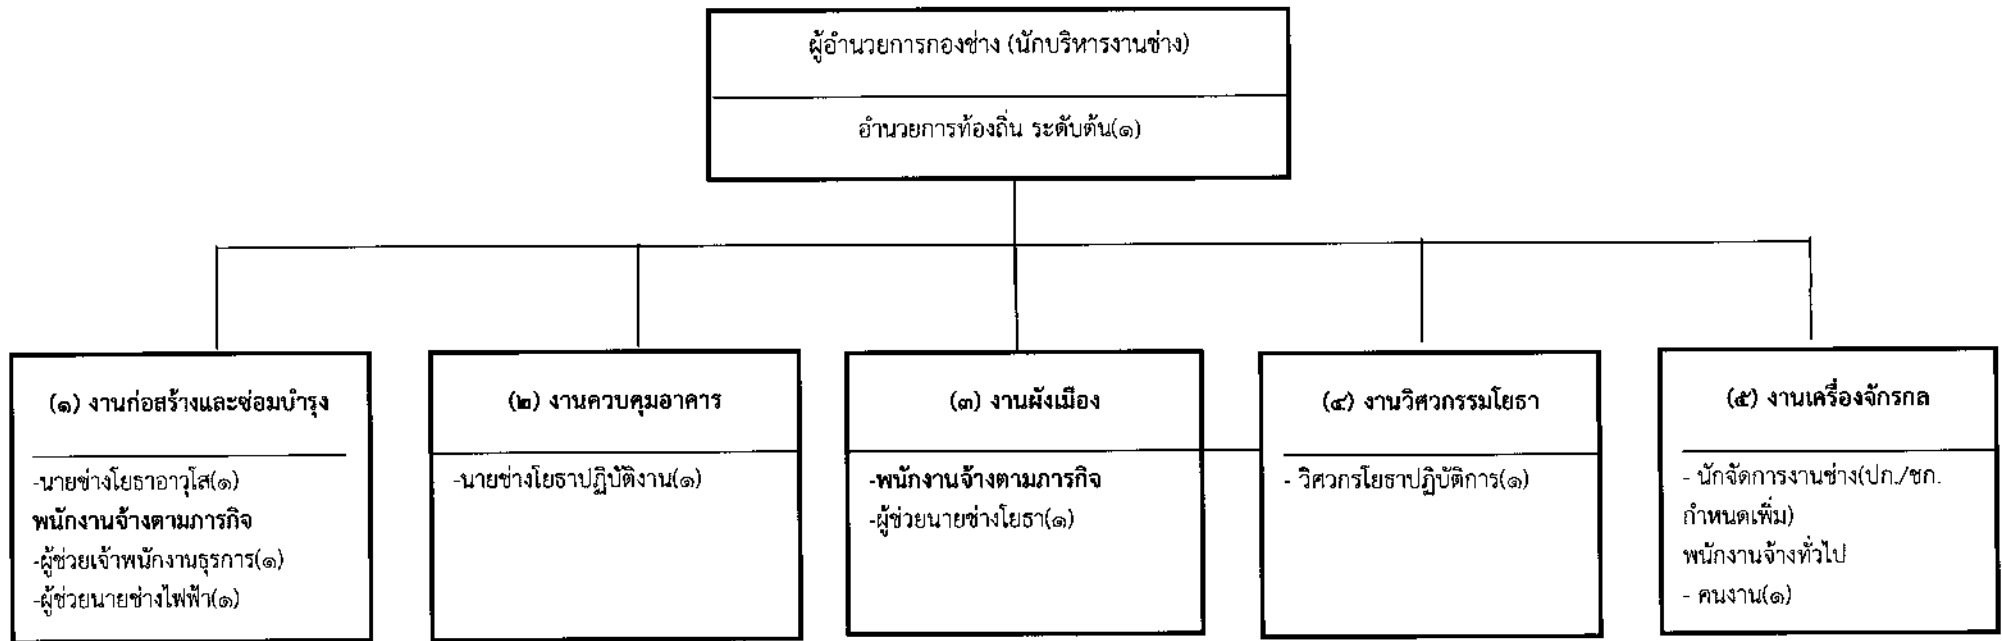 ผู้อำนวยการกองช่าง (นักบริหารงานช่าง)
อำนวยการท้องถิ่น ระดับต้น(๑)
(๑) งานก่อสร้างและซ่อมบำรุง
-นายช่างโยธาอาวุโส(๑)
พนักงานจ้างตามภารกิจ
-ผู้ช่วยเจ้าพนักงานธุรการ(๑)
-ผู้ช่วยนายช่างไฟฟ้า(๑)
(๒) งานควบคุมอาคาร
-นายช่างโยธาปฏิบัติงาน(๑)
(๓) งานผังเมือง
-พนักงานจ้างตามภารกิจ
-ผู้ช่วยนายช่างโยธา(๑)
(๔) งานวิศวกรรมโยธา
- วิศวกรโยธาปฏิบัติการ(๑)
(๕) งานเครื่องจักรกล
- นักจัดการงานช่าง(ปก./ชก.
กำหนดเพิ่ม)
พนักงานจ้างทั่วไป
- คนงาน(๑)